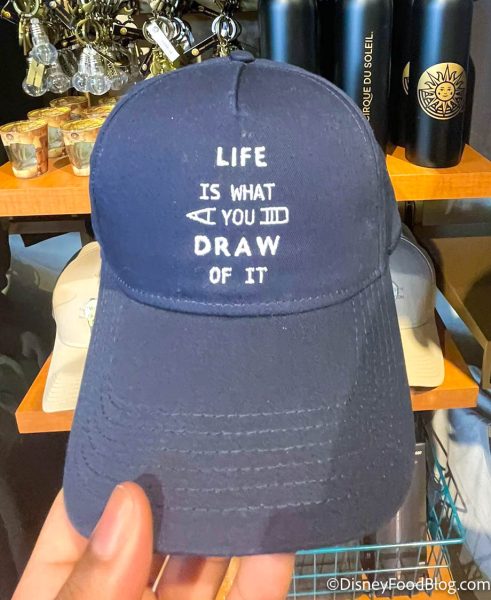 LIFE
IS WHAT
YOU
DRAW
OF IT
CIRQUE DU SOLEIL.
©DisneyFoodBlog.com